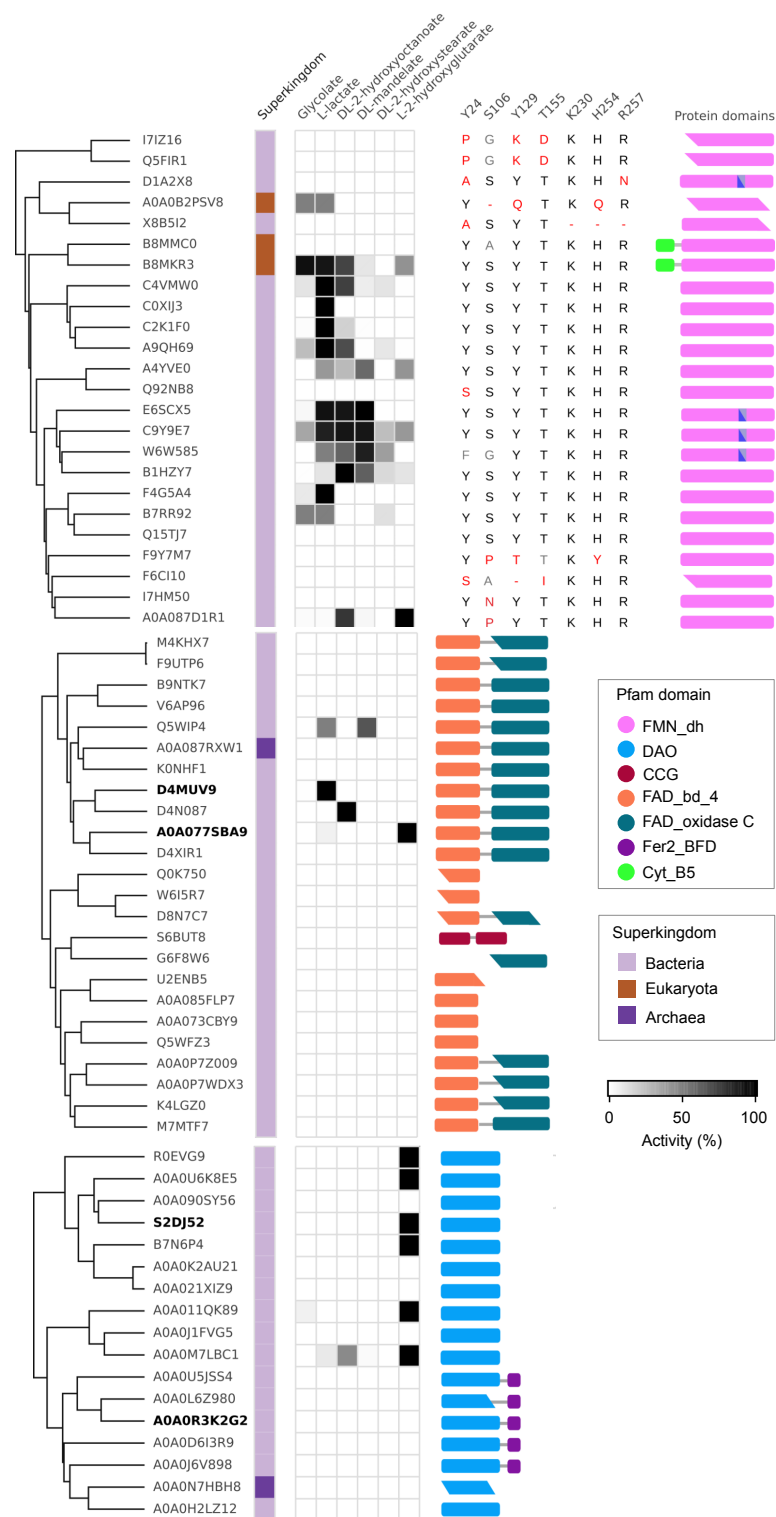 Superkingdom
Glycolate
L-lactate
DL-2-hydroxyoctanoate
DL-mandelate
DL-2-hydroxystearate
L-2-hydroxyglutarate
Y24 S106 Y129 T155 K230 H254 R257
Protein domains
I7IZ16 P G K D K H R
Q5FIR1 P G K D K H R
D1A2X8 A S Y T K H N
A0A0B2PSV8 Y - Q T K Q R
X8B5I2 A S Y T - - -
B8MMC0 Y A Y T K H R
B8MKR3 Y S Y T K H R
C4VMW0 Y S Y T K H R
C0XIJ3 Y S Y T K H R
C2K1F0 Y S Y T K H R
A9QH69 Y S Y T K H R
A4YVE0 Y S Y T K H R
Q92NB8 S S Y T K H R
E6SCX5 Y S Y T K H R
C9Y9E7 Y S Y T K H R
W6W585 F G Y T K H R
B1HZY7 Y S Y T K H R
F4G5A4 Y S Y T K H R
B7RR92 Y S Y T K H R
Q15TJ7 Y S Y T K H R
F9Y7M7 Y P T T K Y R
F6CI10 S A - I K H R
I7HM50 Y N Y T K H R
A0A087D1R1 Y P Y T K H R
M4KHX7
F9UTP6
B9NTK7
V6AP96
Q5WIP4
A0A087RXW1
K0NHF1
D4MUV9
D4N087
A0A077SBA9
D4XIR1
Q0K750
W6I5R7
D8N7C7
S6BUT8
G6F8W6
U2ENB5
A0A085FLP7
A0A073CBY9
Q5WFZ3
A0A0P7Z009
A0A0P7WDX3
K4LGZ0
M7MTF7
Pfam domain
FMN_dh
DAO
CCG
FAD_bd_4
FAD_oxidase C
Fer2_BFD
Cyt_B5
Superkingdom
Bacteria
Eukaryota
Archaea
0 50 100
Activity (%)
R0EVG9
A0A0U6K8E5
A0A090SY56
S2DJ52
B7N6P4
A0A0K2AU21
A0A021XIZ9
A0A011QK89
A0A0J1FVG5
A0A0M7LBC1
A0A0U5JSS4
A0A0L6Z980
A0A0R3K2G2
A0A0D6I3R9
A0A0J6V898
A0A0N7HBH8
A0A0H2LZ12